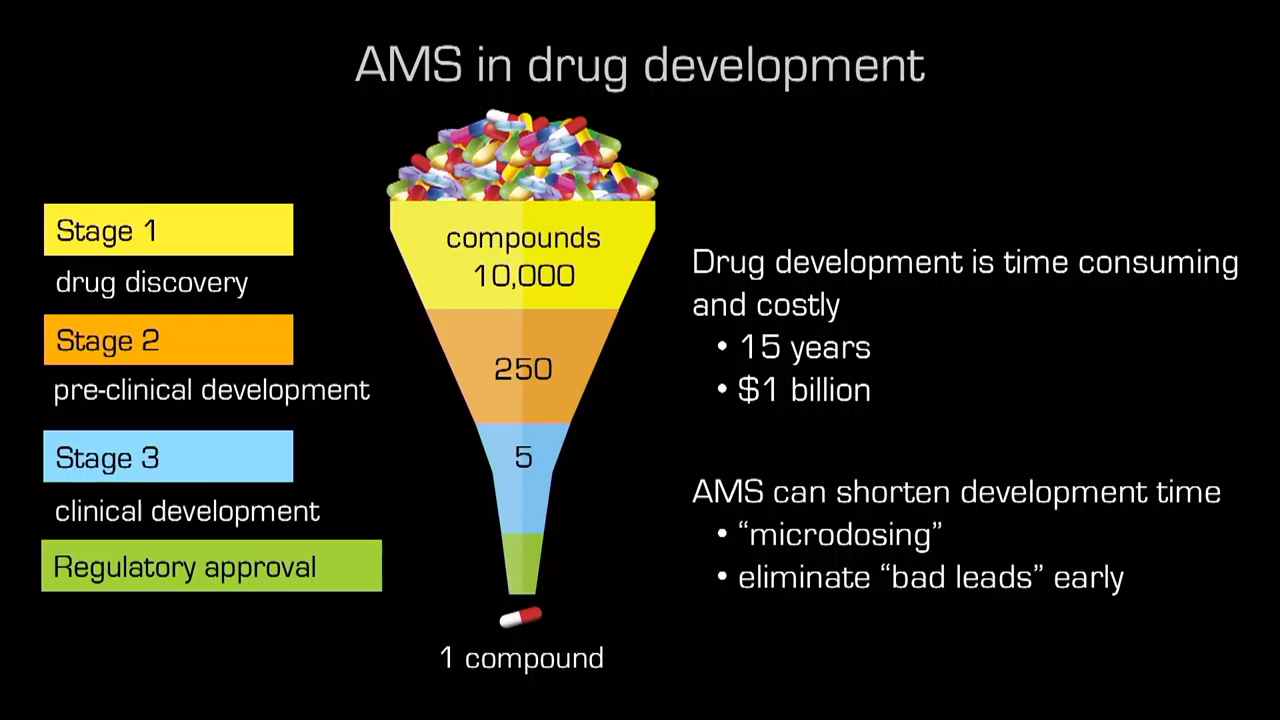 AMS in drug development
Stage 1
drug discovery
Stage 2
pre-clinical development
Stage 3
clinical development
Regulatory approval
compounds
10,000
250
5
1 compound
Drug development is time consuming
and costly
• 15 years
• $1 billion
AMS can shorten development time
• “microdosing”
• eliminate “bad leads” early